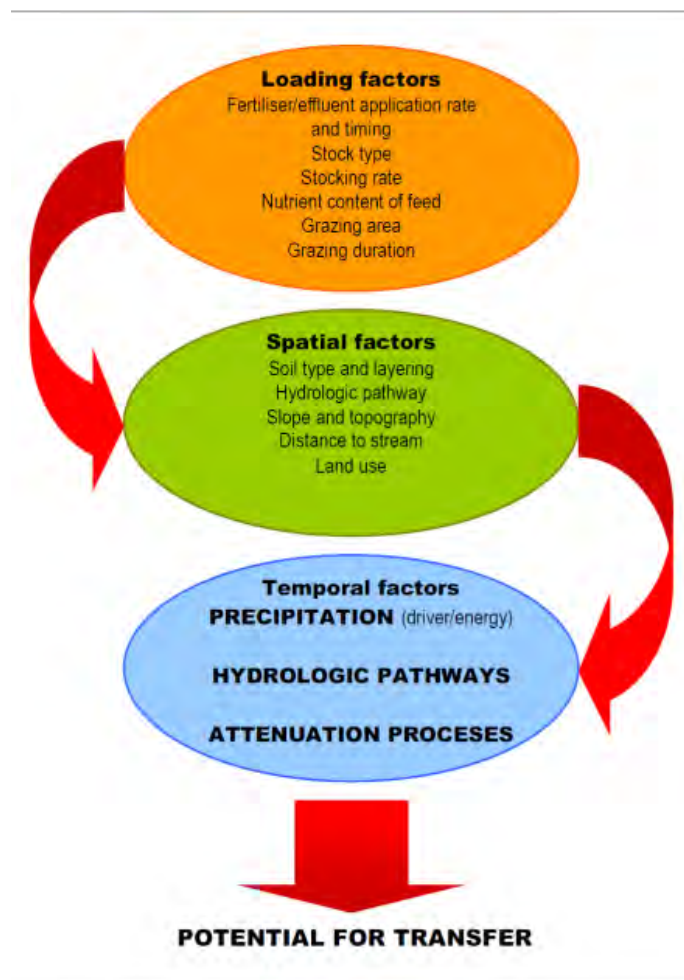 Loading factors
Fertiliser/effluent application rate
and timing
Stock type
Stocking rate
Nutrient content of feed
Grazing area
Grazing duration
Spatial factors
Soil type and layering
Hydrologic pathway
Slope and topography
Distance to stream
Land use
Temporal factors
PRECIPITATION (driver/energy)
HYDROLOGIC PATHWAYS
ATTENUATION PROCESES
POTENTIAL FOR TRANSFER